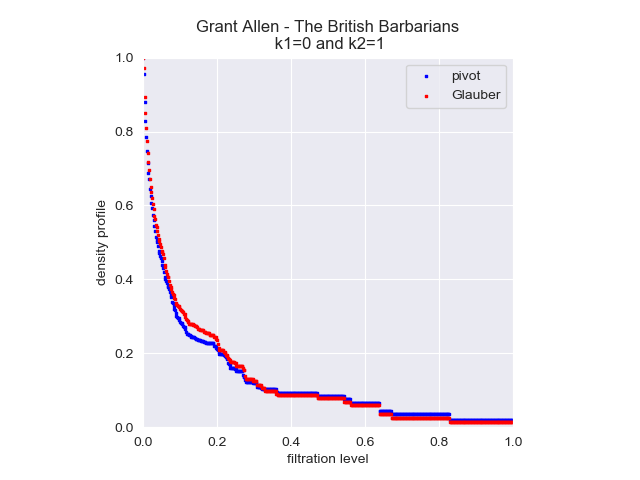 Grant Allen - The British Barbarians
k1=0 and k2=1
pivot
Glauber
density profile
1.0
0.8
0.6
0.4
0.2
0.0
0.0 0.2 0.4 0.6 0.8 1.0
filtration level